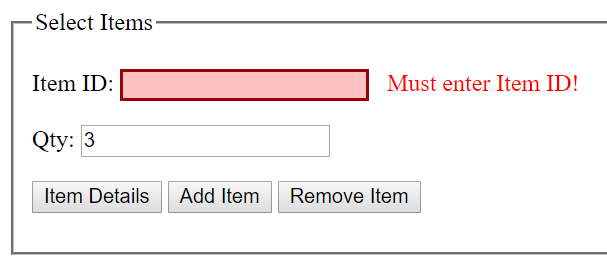 Select Items
Item ID: Must enter Item ID!
Qty: 3
Item Details Add Item Remove Item